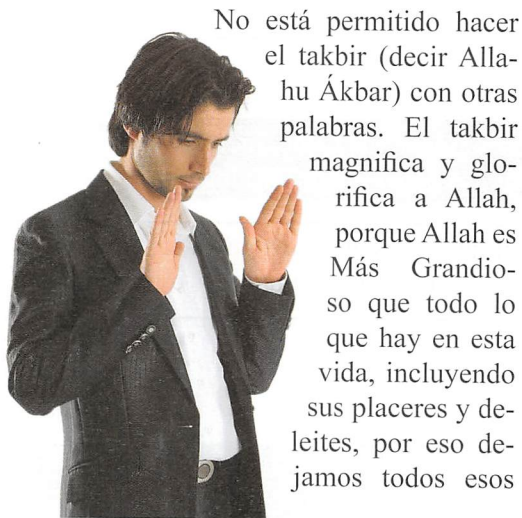 No está permitido hacer
el takbir (decir Alla-
hu Ákbar) con otras
palabras. El takbir
magnifica y glo-
rifica a Allah,
porque Allah es
Más Grandio-
so que todo lo
que hay en esta
vida, incluyendo
sus placeres y de-
leites, por eso de-
jamos todos esos